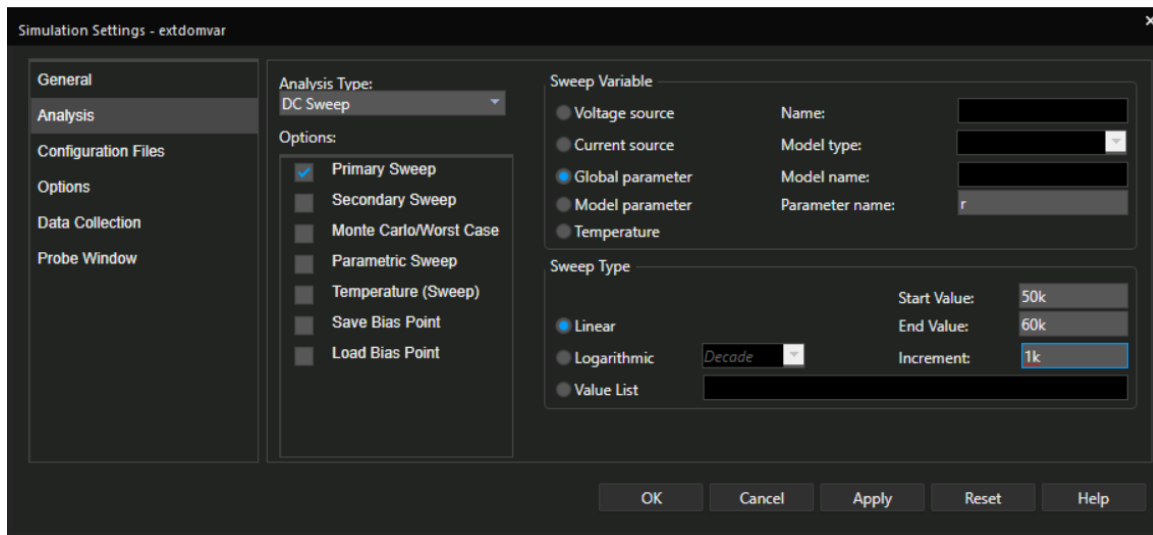 Simulation Settings - extdomvar
General
Analysis
Configuration Files
Options
Data Collection
Probe Window
Analysis Type:
DC Sweep
Options:
Primary Sweep
Secondary Sweep
Monte Carlo/Worst Case
Parametric Sweep
Temperature (Sweep)
Save Bias Point
Load Bias Point
Sweep Variable
Voltage source
Name:
Current source
Model type:
Global parameter
Model name:
Model parameter
Parameter name: r
Temperature
Sweep Type
Start Value: 50k
Linear
End Value: 60k
Logarithmic Decade
Increment: 1k
Value List
OK Cancel Apply Reset Help